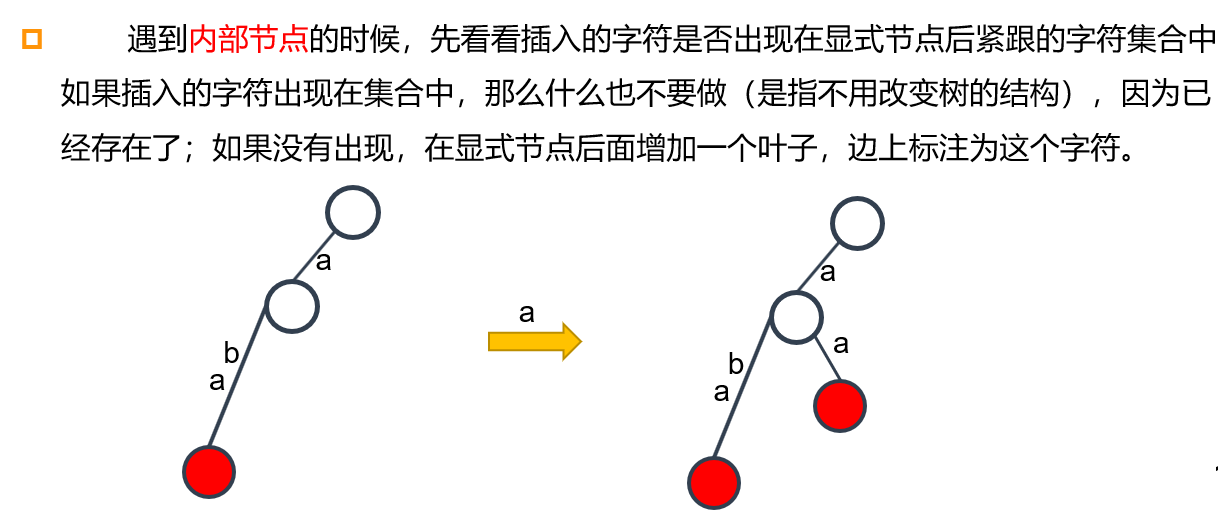 遇到内部节点的时候，先看看插入的字符是否出现在显式节点后紧跟的字符集合中
如果插入的字符出现在集合中，那么什么也不要做（是指不用改变树的结构），因为已
经存在了；如果没有出现，在显式节点后面增加一个叶子，边上标注为这个字符。
a
b
a
a
a
a
b
a